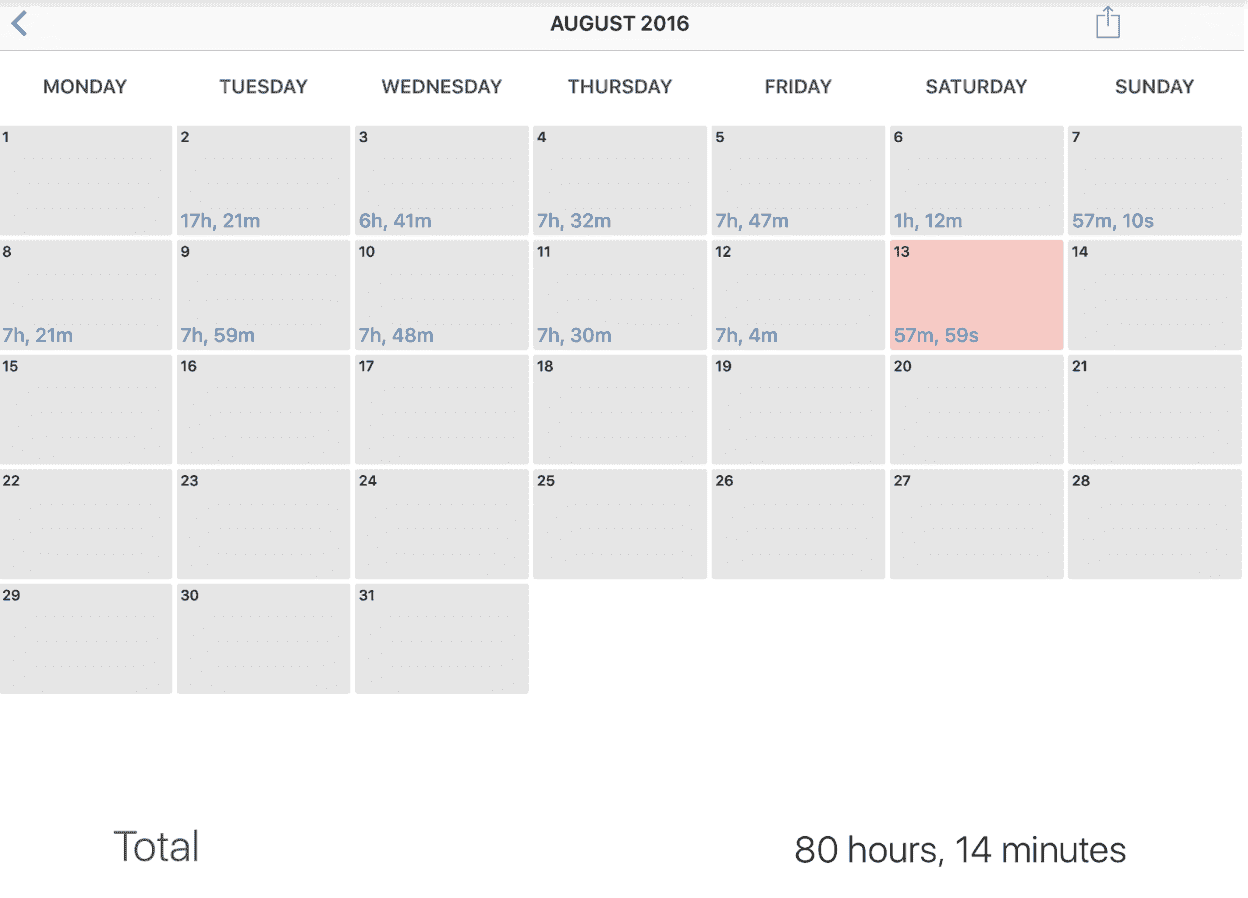 AUGUST 2016
MONDAY TUESDAY WEDNESDAY THURSDAY FRIDAY SATURDAY SUNDAY
1 2 3 4 5 6 7
17h, 21m 6h, 41m 7h, 32m 7h, 47m 1h, 12m 57m, 10s
8 9 10 11 12 13 14
7h, 21m 7h, 59m 7h, 48m 7h, 30m 7h, 4m 57m, 59s
15 16 17 18 19 20 21
22 23 24 25 26 27 28
29 30 31
Total 80 hours, 14 minutes